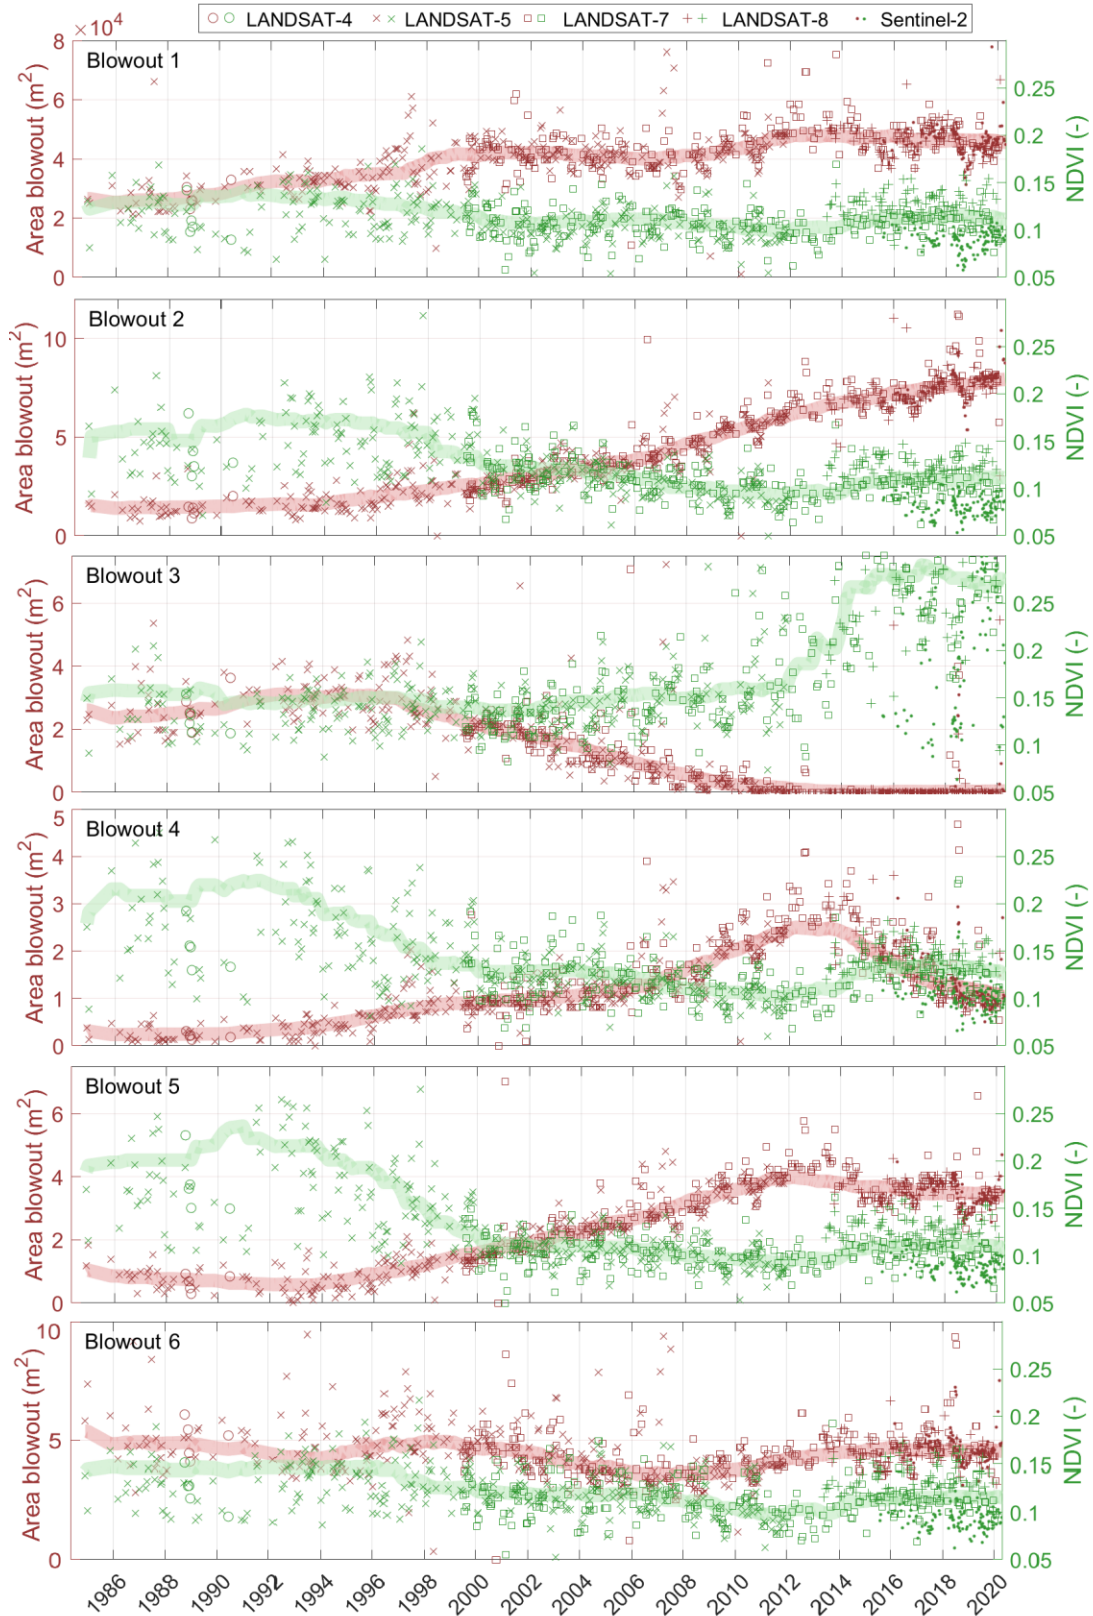 LANDSAT-4 LANDSAT-5 LANDSAT-7 LANDSAT-8 Sentinel-2
×10⁴
Blowout 1
Area blowout (m²)
80
60
40
20
0
NDVI (-)
0.25
0.2
0.15
0.1
0.05
Blowout 2
Area blowout (m²)
10
5
0
NDVI (-)
0.25
0.2
0.15
0.1
0.05
Blowout 3
Area blowout (m²)
6
4
2
0
NDVI (-)
0.25
0.2
0.15
0.1
0.05
Blowout 4
Area blowout (m²)
5
4
3
2
1
0
NDVI (-)
0.25
0.2
0.15
0.1
0.05
Blowout 5
Area blowout (m²)
6
4
2
0
NDVI (-)
0.25
0.2
0.15
0.1
0.05
Blowout 6
Area blowout (m²)
10
5
0
NDVI (-)
0.25
0.2
0.15
0.1
0.05
1986 1988 1990 1992 1994 1996 1998 2000 2002 2004 2006 2008 2010 2012 2014 2016 2018 2020